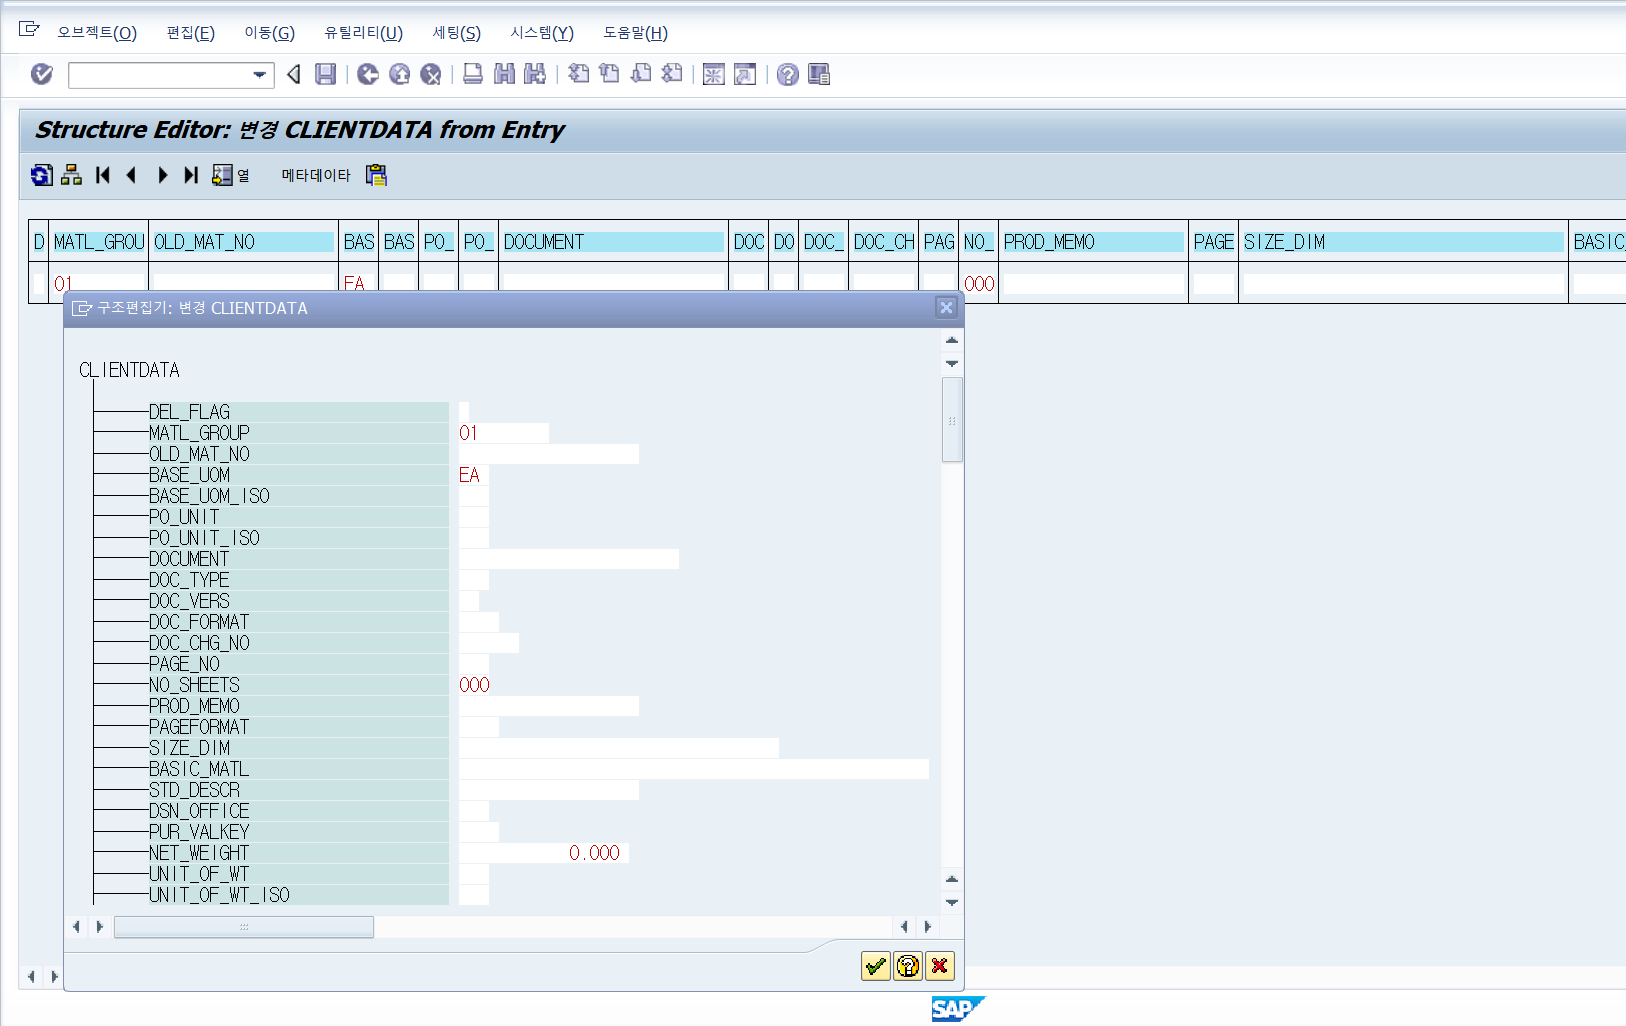 오브젝트(O) 편집(E) 이동(G) 유틸리티(U) 세팅(S) 시스템(Y) 도움말(H)
Structure Editor: 변경 CLIENTDATA from Entry
열 메타데이타
D MATL_GROU OLD_MAT_NO BAS BAS PO_ PO_ DOCUMENT DOC DO DOC_ DOC_CH PAG NO_ PROD_MEMO PAGE SIZE_DIM BASIC_
01 EA 000
구조편집기: 변경 CLIENTDATA
CLIENTDATA
DEL_FLAG
MATL_GROUP 01
OLD_MAT_NO
BASE_UOM EA
BASE_UOM_ISO
PO_UNIT
PO_UNIT_ISO
DOCUMENT
DOC_TYPE
DOC_VERS
DOC_FORMAT
DOC_CHG_NO
PAGE_NO
NO_SHEETS 000
PROD_MEMO
PAGEFORMAT
SIZE_DIM
BASIC_MATL
STD_DESCR
DSN_OFFICE
PUR_VALKEY
NET_WEIGHT 0.000
UNIT_OF_WT
UNIT_OF_WT_ISO
SAP